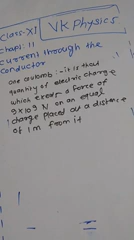 Class-XI
VK Physics
Chapt: 11
Current through the
Conductor
One coulomb :- it is that
quantity of electric charge
which exerts a force of
9×10⁹ N on an equal
charge placed at a distance
of 1m from it